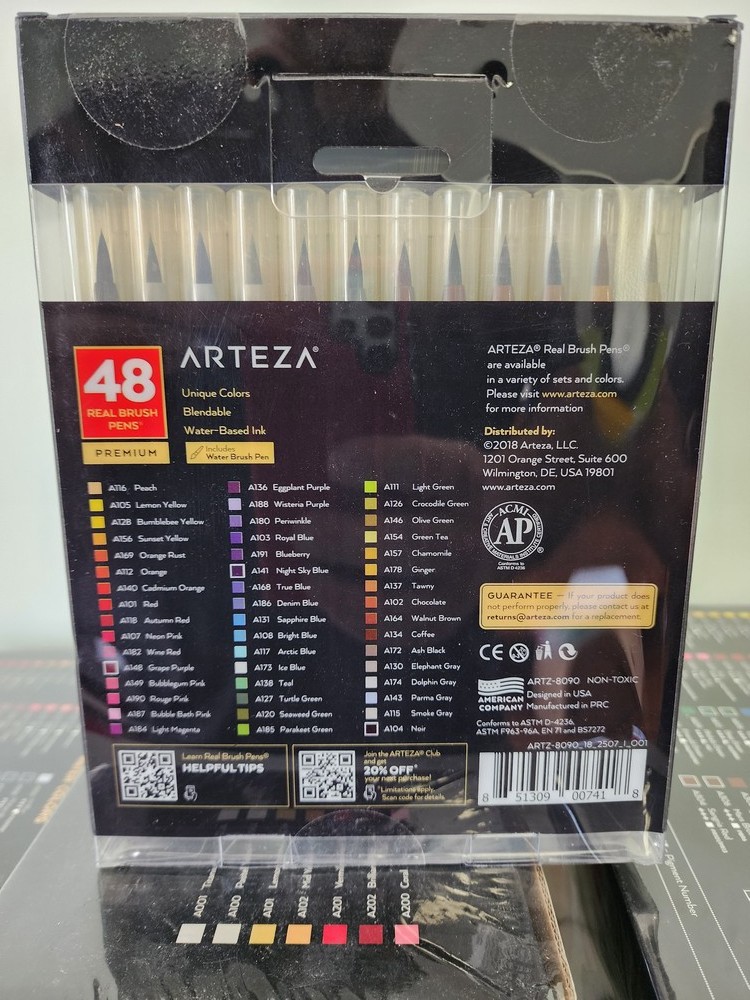 48
REAL BRUSH
PENS®
PREMIUM
ARTEZA®
Unique Colors
Blendable
Water-Based Ink
Includes
Water Brush Pen
ARTEZA® Real Brush Pens®
are available
in a variety of sets and colors.
Please visit www.arteza.com
for more information
Distributed by:
©2018 Arteza, LLC.
1201 Orange Street, Suite 600
Wilmington, DE, USA 19801
www.arteza.com
A116 Peach
A105 Lemon Yellow
A128 Bumblebee Yellow
A156 Sunset Yellow
A169 Orange Rust
A112 Orange
A140 Cadmium Orange
A101 Red
A118 Autumn Red
A107 Neon Pink
A182 Wine Red
A148 Grape Purple
A149 Bubblegum Pink
A190 Rouge Pink
A187 Bubble Bath Pink
A184 Light Magenta
A136 Eggplant Purple
A188 Wisteria Purple
A180 Periwinkle
A103 Royal Blue
A191 Blueberry
A141 Night Sky Blue
A168 True Blue
A186 Denim Blue
A131 Sapphire Blue
A108 Bright Blue
A117 Arctic Blue
A173 Ice Blue
A138 Teal
A127 Turtle Green
A120 Seaweed Green
A185 Parakeet Green
A111 Light Green
A126 Crocodile Green
A146 Olive Green
A154 Green Tea
A157 Chamomile
A178 Ginger
A137 Tawny
A102 Chocolate
A164 Walnut Brown
A134 Coffee
A172 Ash Black
A130 Elephant Gray
A174 Dolphin Gray
A143 Parma Gray
A115 Smoke Gray
A104 Noir
ACMI
AP
®
Conforms to
ASTM D-4236
GUARANTEE – If your product does
not perform properly, please contact us at
returns@arteza.com for a replacement.
CE
AMERICAN
COMPANY
ARTZ-8090 NON-TOXIC
Designed in USA
Manufactured in PRC
Conforms to ASTM D-4236,
ASTM F963-96A, EN 71 and BS7272
ARTZ-8090_18_2507_I_001
8 51309 00741 8
Learn Real Brush Pens®
HELPFUL TIPS
Join the ARTEZA® Club
and get
20% OFF*
your next purchase!
*Limitations apply.
Scan code for details.
A001
A100
A101
A102
A201
A202
A200
Pigment Number